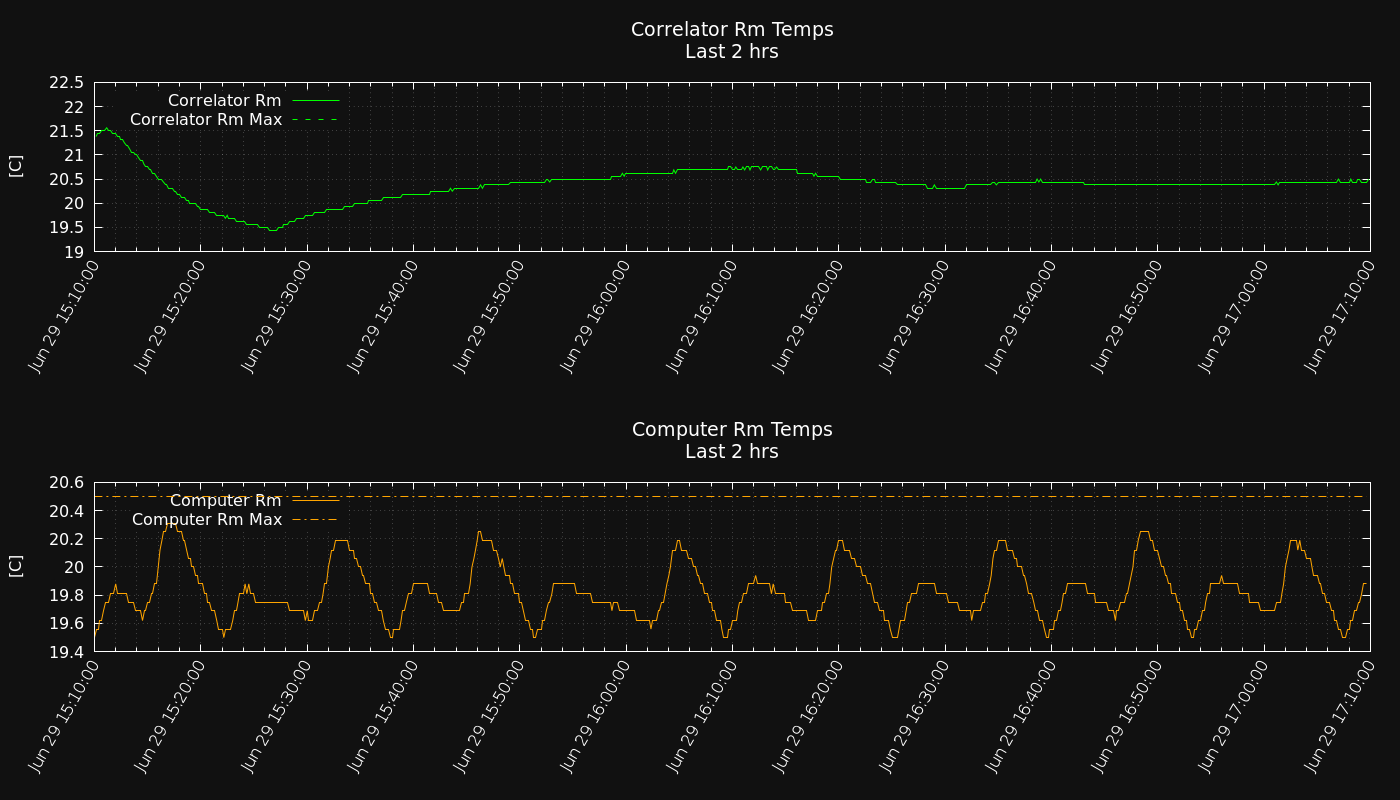 Correlator Rm Temps
Last 2 hrs
[C]
22.5
22
21.5
21
20.5
20
19.5
19
Correlator Rm
Correlator Rm Max
Jun 29 15:10:00
Jun 29 15:20:00
Jun 29 15:30:00
Jun 29 15:40:00
Jun 29 15:50:00
Jun 29 16:00:00
Jun 29 16:10:00
Jun 29 16:20:00
Jun 29 16:30:00
Jun 29 16:40:00
Jun 29 16:50:00
Jun 29 17:00:00
Jun 29 17:10:00
Computer Rm Temps
Last 2 hrs
[C]
20.6
20.4
20.2
20
19.8
19.6
19.4
Computer Rm
Computer Rm Max
Jun 29 15:10:00
Jun 29 15:20:00
Jun 29 15:30:00
Jun 29 15:40:00
Jun 29 15:50:00
Jun 29 16:00:00
Jun 29 16:10:00
Jun 29 16:20:00
Jun 29 16:30:00
Jun 29 16:40:00
Jun 29 16:50:00
Jun 29 17:00:00
Jun 29 17:10:00